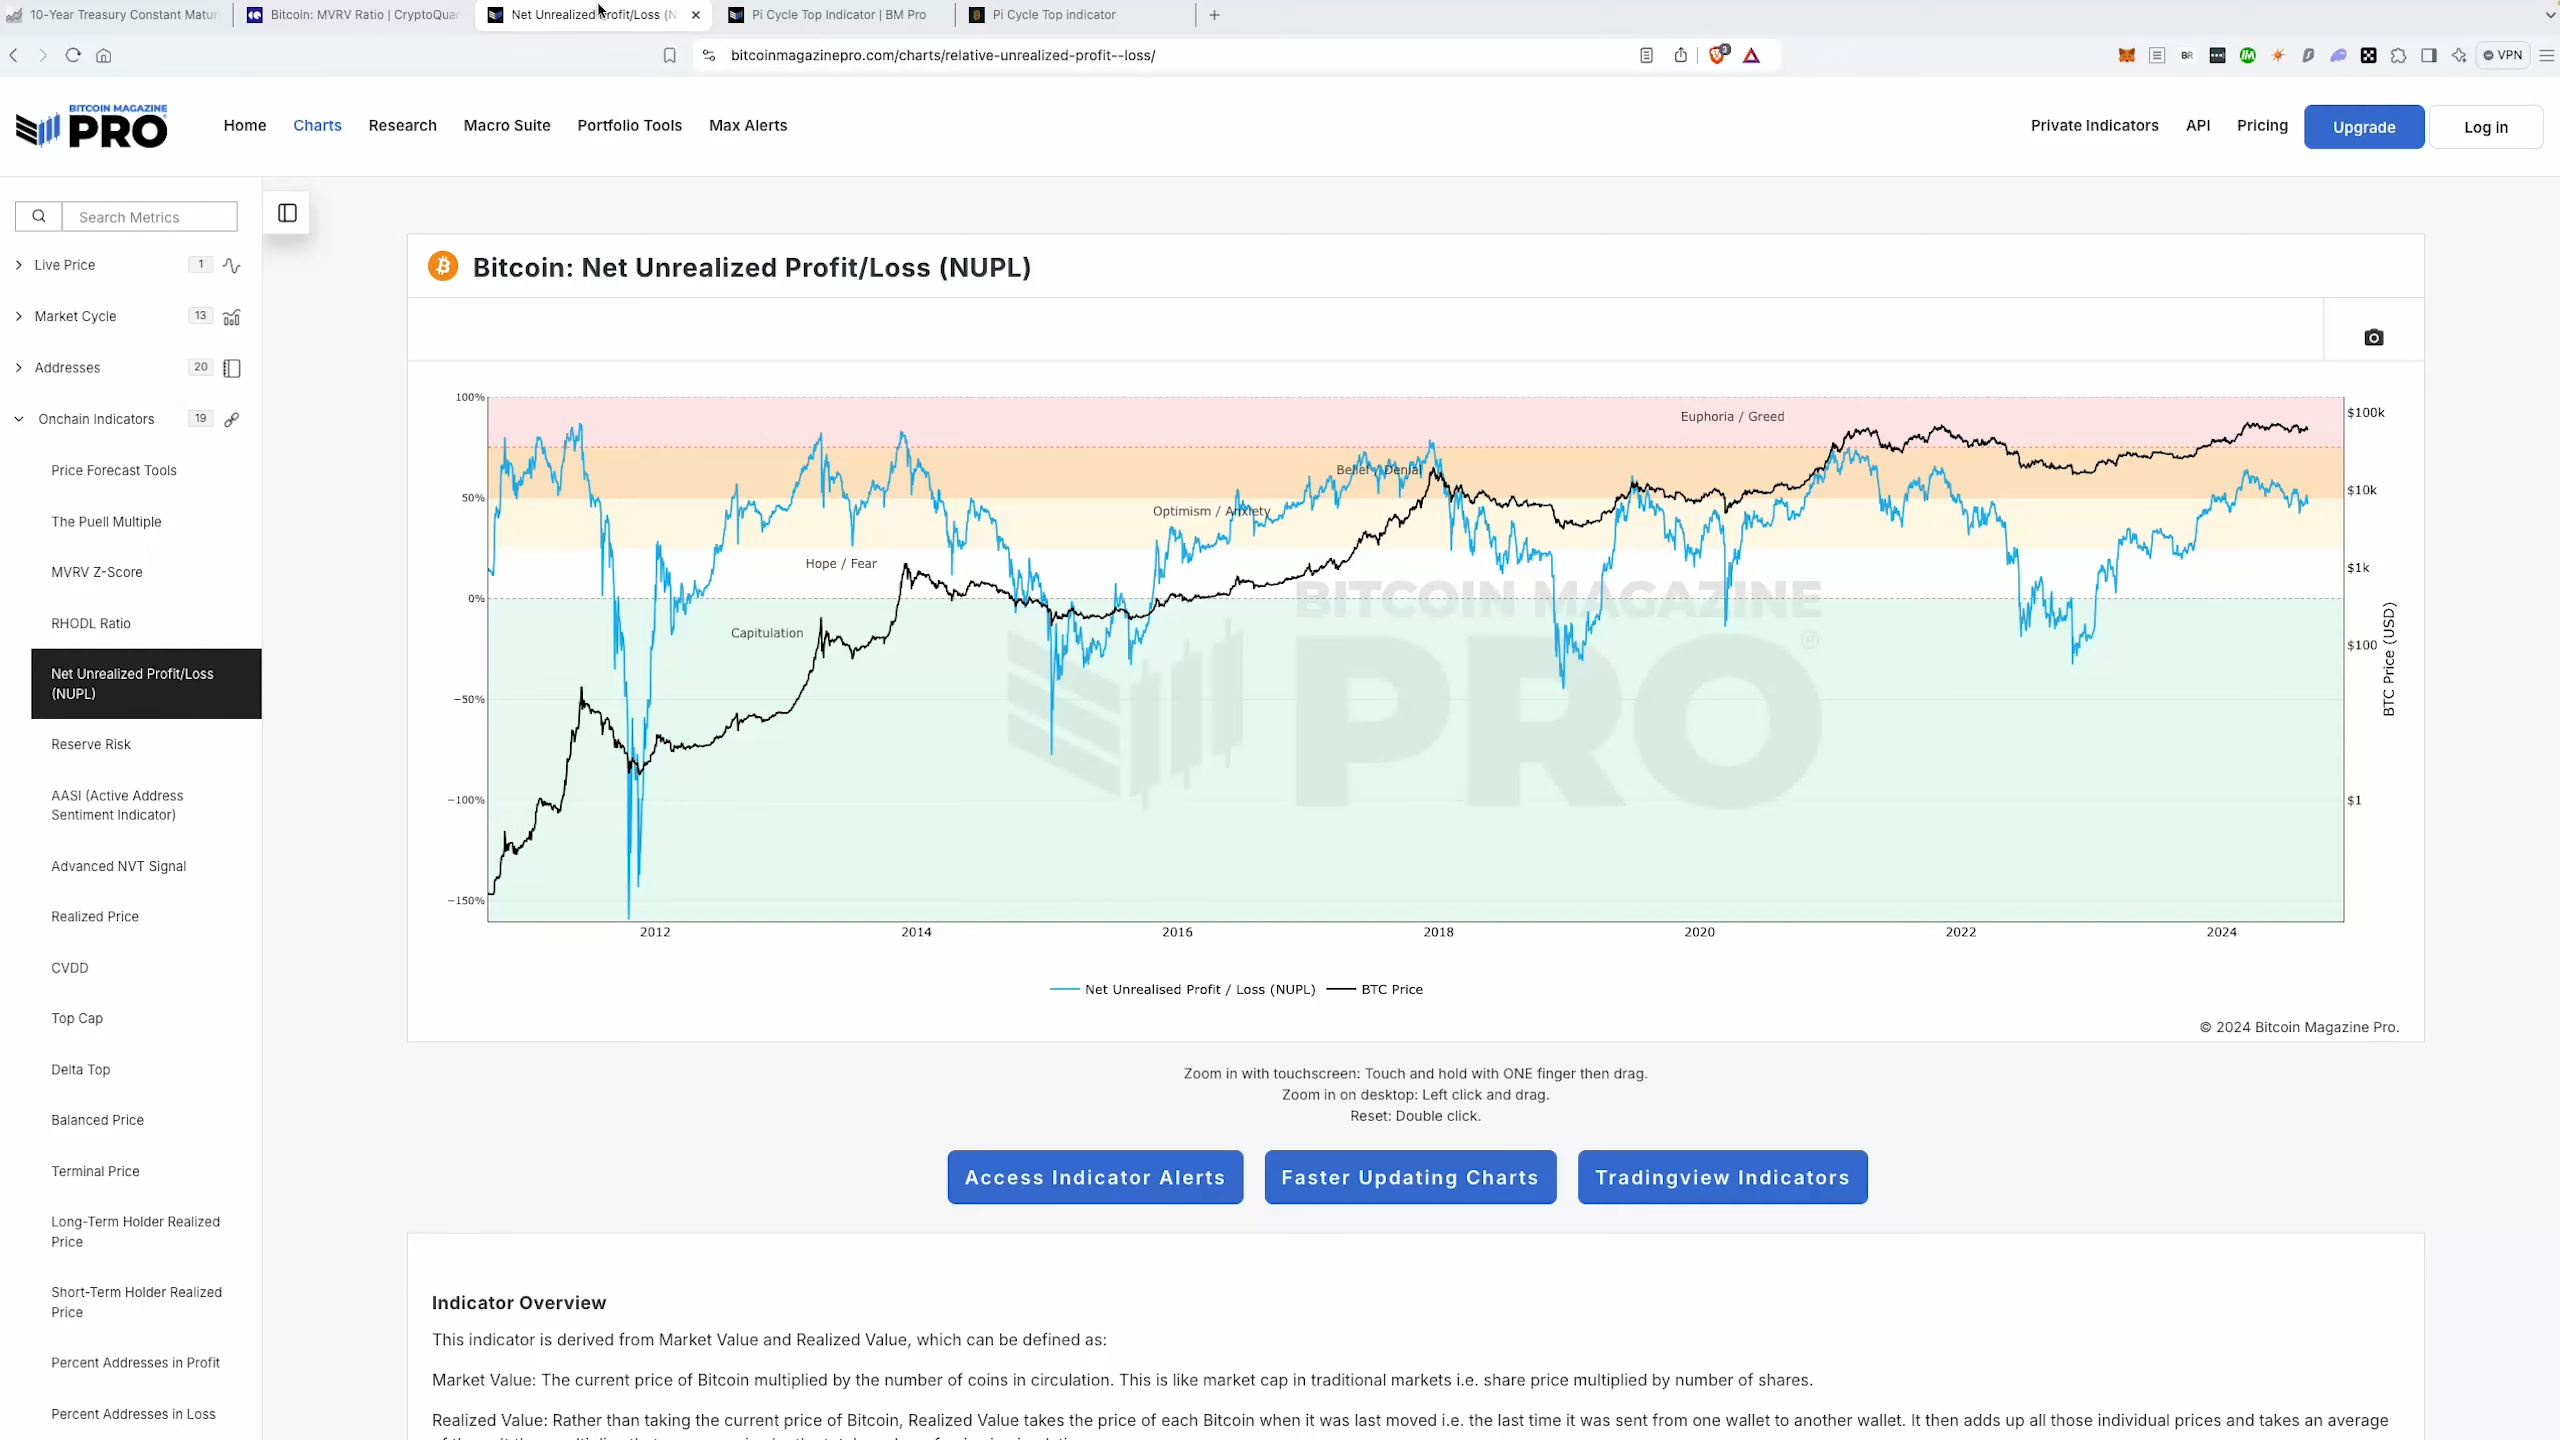 10-Year Treasury Constant Matur
Bitcoin: MVRV Ratio | CryptoQuan
Net Unrealized Profit/Loss (N
Pi Cycle Top Indicator | BM Pro
Pi Cycle Top indicator
bitcoinmagazinepro.com/charts/relative-unrealized-profit--loss/
3
BR
VPN
BITCOIN MAGAZINE
PRO
Home
Charts
Research
Macro Suite
Portfolio Tools
Max Alerts
Private Indicators
API
Pricing
Upgrade
Log in
Search Metrics
Live Price 1
Market Cycle 13
Addresses 20
Onchain Indicators 19
Price Forecast Tools
The Puell Multiple
MVRV Z-Score
RHODL Ratio
Net Unrealized Profit/Loss
(NUPL)
Reserve Risk
AASI (Active Address
Sentiment Indicator)
Advanced NVT Signal
Realized Price
CVDD
Top Cap
Delta Top
Balanced Price
Terminal Price
Long-Term Holder Realized
Price
Short-Term Holder Realized
Price
Percent Addresses in Profit
Percent Addresses in Loss
Bitcoin: Net Unrealized Profit/Loss (NUPL)
100%
50%
0%
−50%
−100%
−150%
Euphoria / Greed
Belief / Denial
Optimism / Anxiety
Hope / Fear
Capitulation
BITCOIN MAGAZINE
PRO®
$100k
$10k
$1k
$100
$1
BTC Price (USD)
2012
2014
2016
2018
2020
2022
2024
Net Unrealised Profit / Loss (NUPL)
BTC Price
© 2024 Bitcoin Magazine Pro.
Zoom in with touchscreen: Touch and hold with ONE finger then drag.
Zoom in on desktop: Left click and drag.
Reset: Double click.
Access Indicator Alerts
Faster Updating Charts
Tradingview Indicators
Indicator Overview
This indicator is derived from Market Value and Realized Value, which can be defined as:
Market Value: The current price of Bitcoin multiplied by the number of coins in circulation. This is like market cap in traditional markets i.e. share price multiplied by number of shares.
Realized Value: Rather than taking the current price of Bitcoin, Realized Value takes the price of each Bitcoin when it was last moved i.e. the last time it was sent from one wallet to another wallet. It then adds up all those individual prices and takes an average